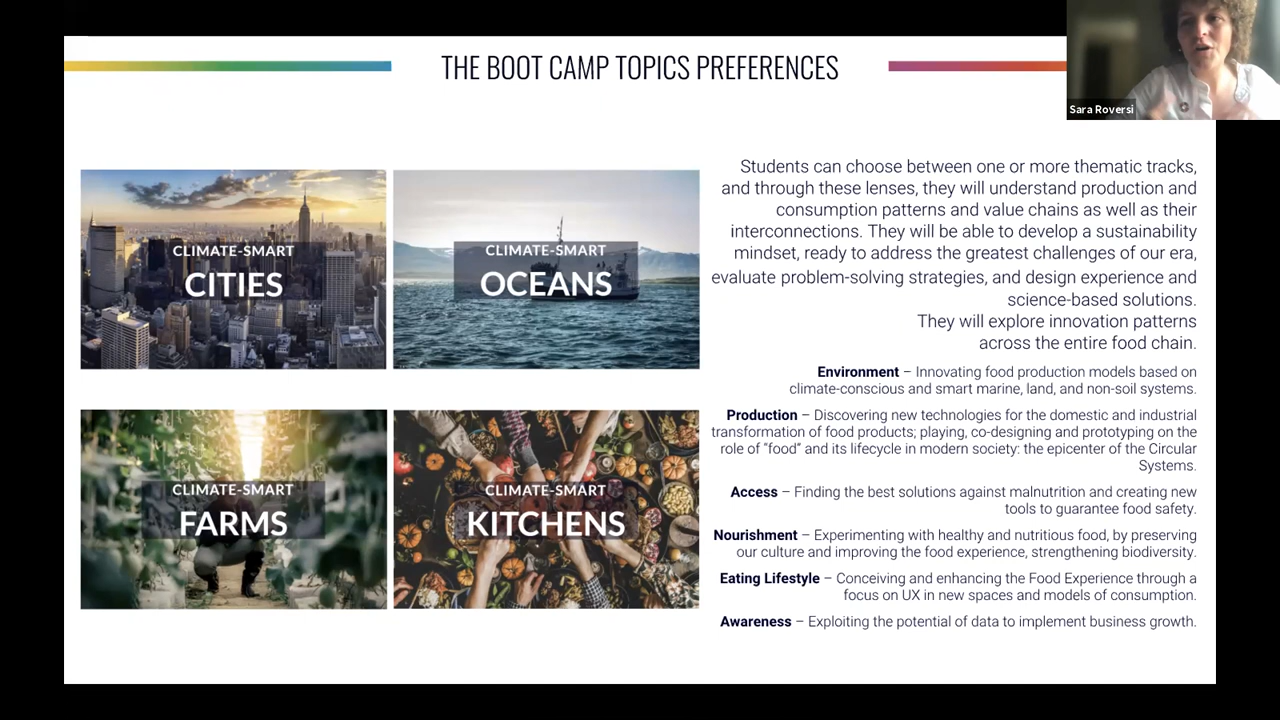 THE BOOT CAMP TOPICS PREFERENCES
Sara Roversi
CLIMATE-SMART
CITIES
CLIMATE-SMART
OCEANS
CLIMATE-SMART
FARMS
CLIMATE-SMART
KITCHENS
Students can choose between one or more thematic tracks,
and through these lenses, they will understand production and
consumption patterns and value chains as well as their
interconnections. They will be able to develop a sustainability
mindset, ready to address the greatest challenges of our era,
evaluate problem-solving strategies, and design experience and
science-based solutions.
They will explore innovation patterns
across the entire food chain.
Environment – Innovating food production models based on
climate-conscious and smart marine, land, and non-soil systems.
Production – Discovering new technologies for the domestic and industrial
transformation of food products; playing, co-designing and prototyping on the
role of “food” and its lifecycle in modern society: the epicenter of the Circular
Systems.
Access – Finding the best solutions against malnutrition and creating new
tools to guarantee food safety.
Nourishment – Experimenting with healthy and nutritious food, by preserving
our culture and improving the food experience, strengthening biodiversity.
Eating Lifestyle – Conceiving and enhancing the Food Experience through a
focus on UX in new spaces and models of consumption.
Awareness – Exploiting the potential of data to implement business growth.